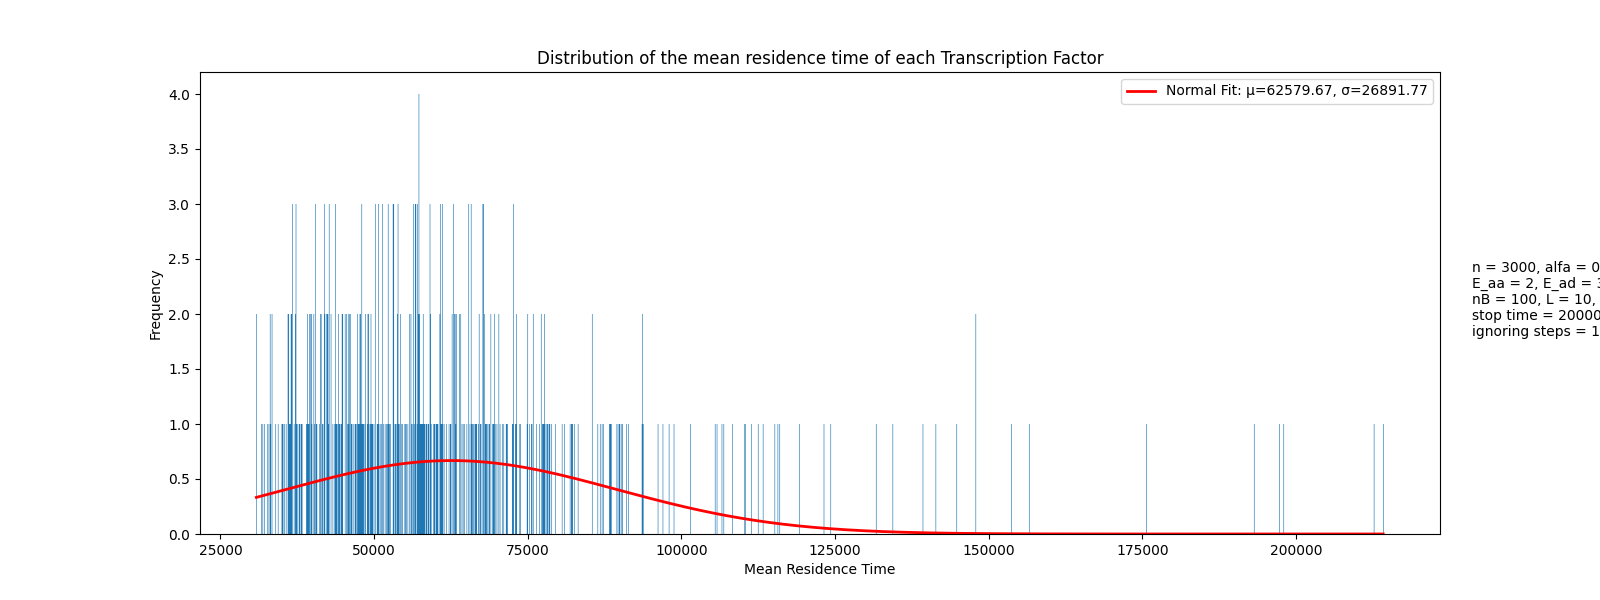 Distribution of the mean residence time of each Transcription Factor
Normal Fit: μ=62579.67, σ=26891.77
4.0
3.5
3.0
2.5
2.0
1.5
1.0
0.5
0.0
Frequency
25000 50000 75000 100000 125000 150000 175000 200000
Mean Residence Time
n = 3000, alfa = 0
E_aa = 2, E_ad = 3
nB = 100, L = 10,
stop time = 20000
ignoring steps = 1